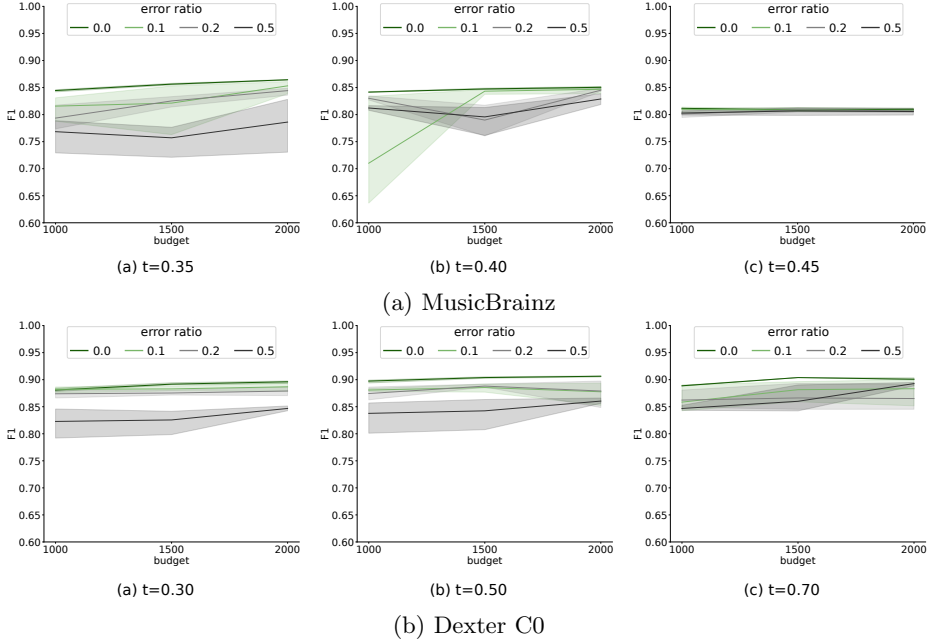 error ratio error ratio error ratio
0.0 0.1 0.2 0.5 0.0 0.1 0.2 0.5 0.0 0.1 0.2 0.5
1.00 1.00 1.00
0.95 0.95 0.95
0.90 0.90 0.90
0.85 0.85 0.85
F1 F1 F1
0.80 0.80 0.80
0.75 0.75 0.75
0.70 0.70 0.70
0.65 0.65 0.65
0.60 0.60 0.60
1000 1500 2000 1000 1500 2000 1000 1500 2000
budget budget budget
(a) t=0.35 (b) t=0.40 (c) t=0.45
(a) MusicBrainz
error ratio error ratio error ratio
0.0 0.1 0.2 0.5 0.0 0.1 0.2 0.5 0.0 0.1 0.2 0.5
1.00 1.00 1.00
0.95 0.95 0.95
0.90 0.90 0.90
0.85 0.85 0.85
F1 F1 F1
0.80 0.80 0.80
0.75 0.75 0.75
0.70 0.70 0.70
0.65 0.65 0.65
0.60 0.60 0.60
1000 1500 2000 1000 1500 2000 1000 1500 2000
budget budget budget
(a) t=0.30 (b) t=0.50 (c) t=0.70
(b) Dexter C0